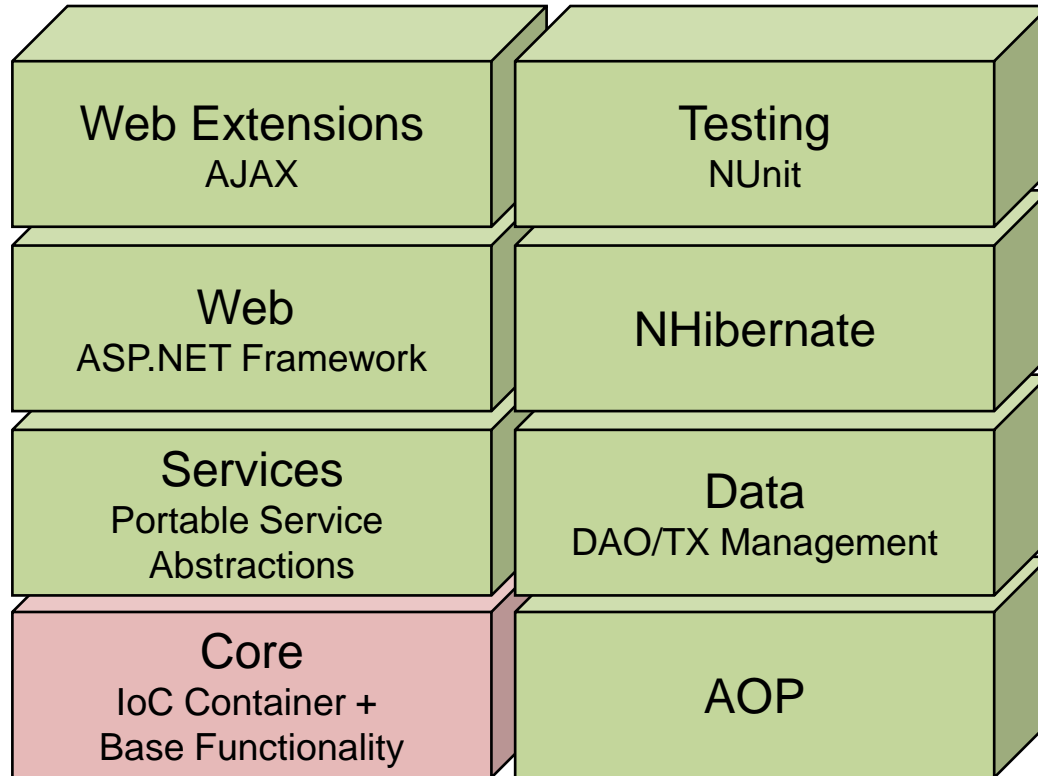 Web Extensions
AJAX
Testing
NUnit
Web
ASP.NET Framework
NHibernate
Services
Portable Service
Abstractions
Data
DAO/TX Management
Core
IoC Container +
Base Functionality
AOP